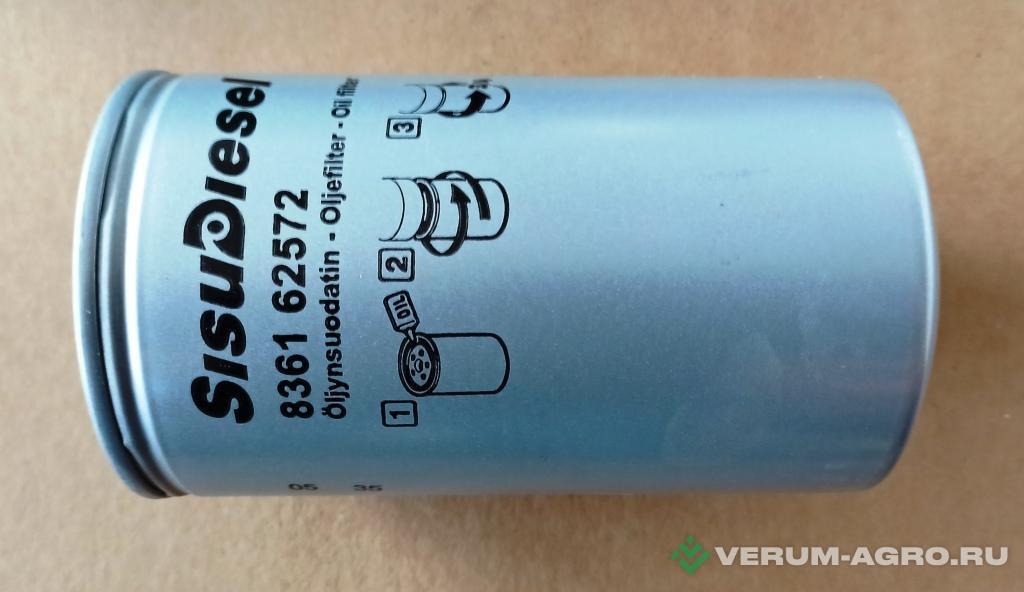 SisuDiesel
8361 62572
Öljynsuodatin - Oljefilter - Oil filter
1
OIL
2
3
05 35
VERUM-AGRO.RU